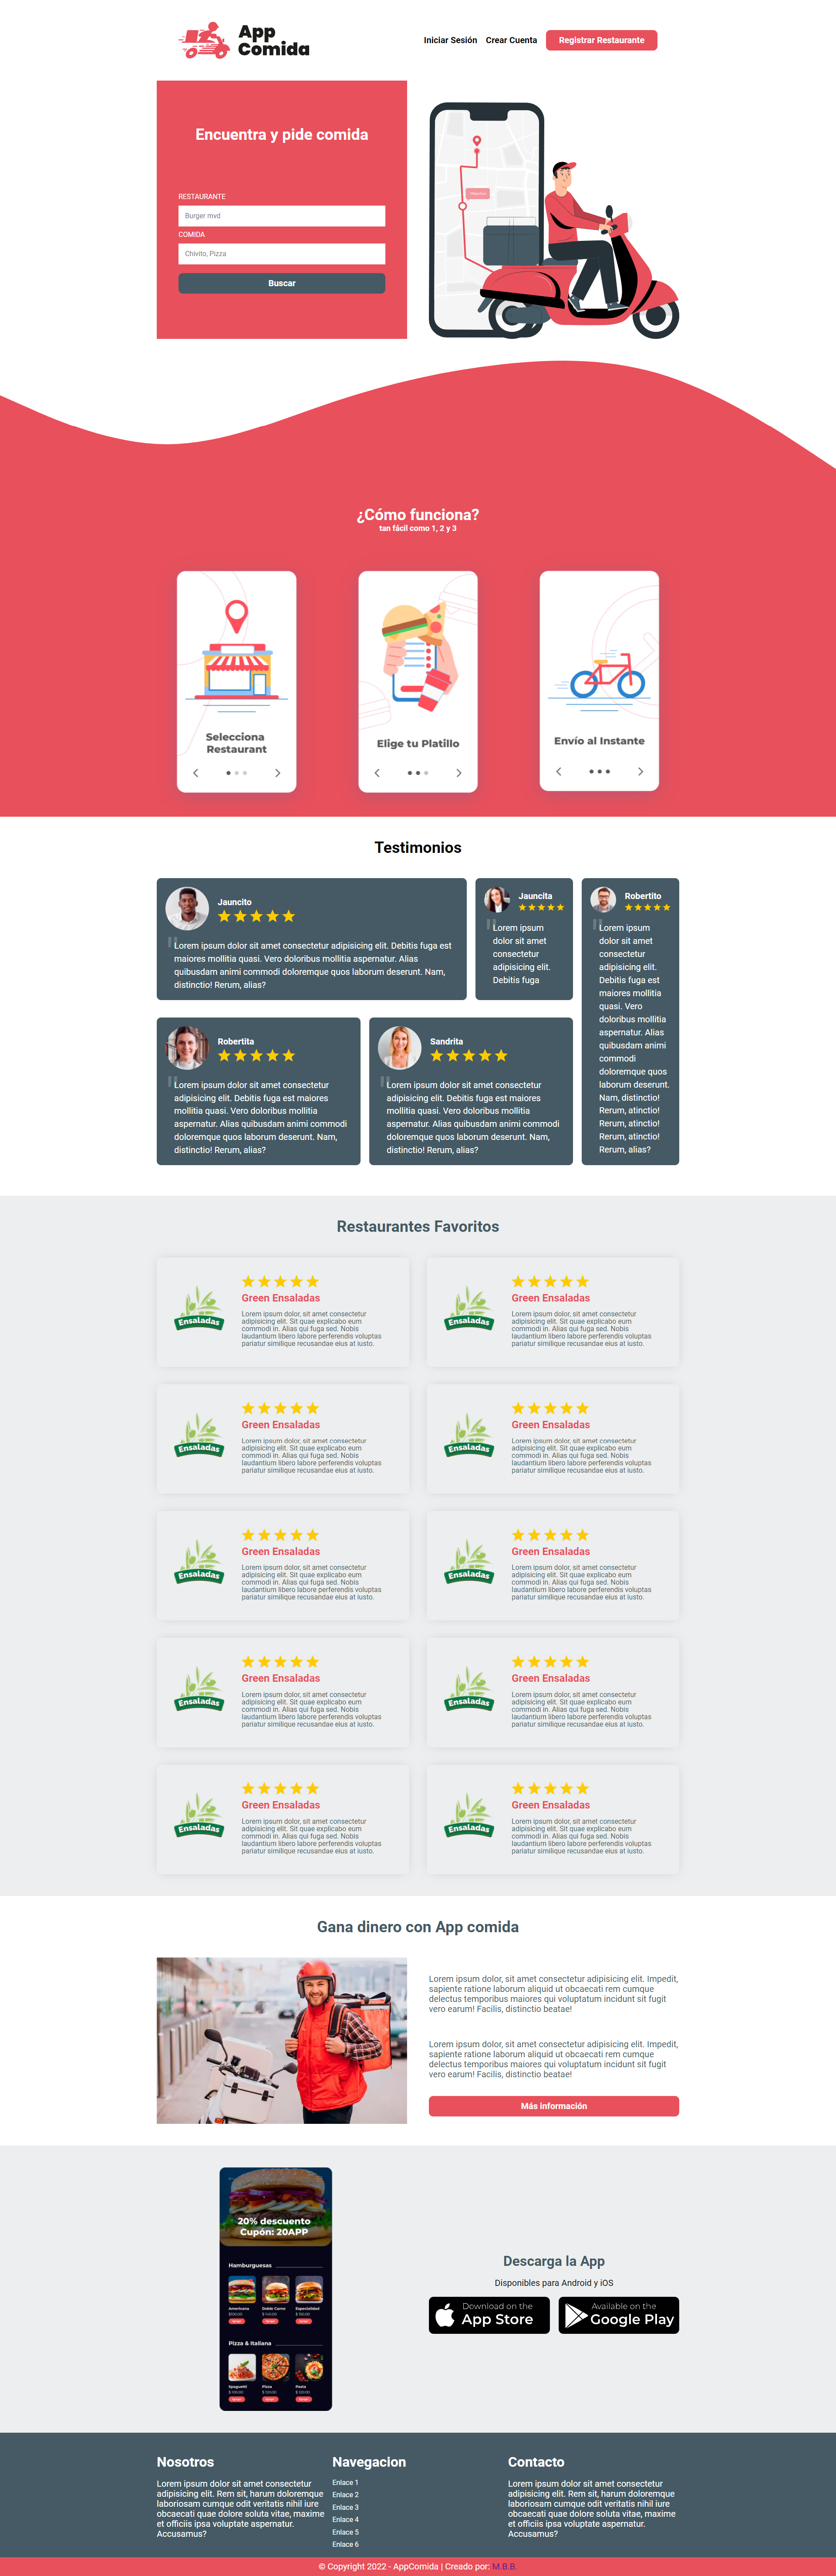 App
Comida
Iniciar Sesión
Crear Cuenta
Registrar Restaurante
Encuentra y pide comida
RESTAURANTE
Burger mvd
COMIDA
Chivito, Pizza
Buscar
¿Cómo funciona?
tan fácil como 1, 2 y 3
Selecciona
Restaurant
Elige tu Platillo
Envío al Instante
Testimonios
Jauncito
"
Lorem ipsum dolor sit amet consectetur adipisicing elit. Debitis fuga est
maiores mollitia quasi. Vero doloribus mollitia aspernatur. Alias
quibusdam animi commodi doloremque quos laborum deserunt. Nam,
distinctio! Rerum, alias?
Jauncita
"
Lorem ipsum
dolor sit amet
consectetur
adipisicing elit.
Debitis fuga
Robertito
"
Lorem ipsum
dolor sit amet
consectetur
adipisicing elit.
Debitis fuga est
maiores mollitia
quasi. Vero
doloribus mollitia
aspernatur. Alias
quibusdam animi
commodi
doloremque quos
laborum deserunt.
Nam, distinctio!
Rerum, atinctio!
Rerum, atinctio!
Rerum, atinctio!
Rerum, alias?
Robertita
"
Lorem ipsum dolor sit amet consectetur
adipisicing elit. Debitis fuga est maiores
mollitia quasi. Vero doloribus mollitia
aspernatur. Alias quibusdam animi commodi
doloremque quos laborum deserunt. Nam,
distinctio! Rerum, alias?
Sandrita
"
Lorem ipsum dolor sit amet consectetur
adipisicing elit. Debitis fuga est maiores
mollitia quasi. Vero doloribus mollitia
aspernatur. Alias quibusdam animi commodi
doloremque quos laborum deserunt. Nam,
distinctio! Rerum, alias?
Restaurantes Favoritos
Ensaladas
Green Ensaladas
Lorem ipsum dolor, sit amet consectetur
adipisicing elit. Sit quae explicabo eum
commodi in. Alias qui fuga sed. Nobis
laudantium libero labore perferendis voluptas
pariatur similique recusandae eius at iusto.
Ensaladas
Green Ensaladas
Lorem ipsum dolor, sit amet consectetur
adipisicing elit. Sit quae explicabo eum
commodi in. Alias qui fuga sed. Nobis
laudantium libero labore perferendis voluptas
pariatur similique recusandae eius at iusto.
Ensaladas
Green Ensaladas
Lorem ipsum dolor, sit amet consectetur
adipisicing elit. Sit quae explicabo eum
commodi in. Alias qui fuga sed. Nobis
laudantium libero labore perferendis voluptas
pariatur similique recusandae eius at iusto.
Ensaladas
Green Ensaladas
Lorem ipsum dolor, sit amet consectetur
adipisicing elit. Sit quae explicabo eum
commodi in. Alias qui fuga sed. Nobis
laudantium libero labore perferendis voluptas
pariatur similique recusandae eius at iusto.
Ensaladas
Green Ensaladas
Lorem ipsum dolor, sit amet consectetur
adipisicing elit. Sit quae explicabo eum
commodi in. Alias qui fuga sed. Nobis
laudantium libero labore perferendis voluptas
pariatur similique recusandae eius at iusto.
Ensaladas
Green Ensaladas
Lorem ipsum dolor, sit amet consectetur
adipisicing elit. Sit quae explicabo eum
commodi in. Alias qui fuga sed. Nobis
laudantium libero labore perferendis voluptas
pariatur similique recusandae eius at iusto.
Ensaladas
Green Ensaladas
Lorem ipsum dolor, sit amet consectetur
adipisicing elit. Sit quae explicabo eum
commodi in. Alias qui fuga sed. Nobis
laudantium libero labore perferendis voluptas
pariatur similique recusandae eius at iusto.
Ensaladas
Green Ensaladas
Lorem ipsum dolor, sit amet consectetur
adipisicing elit. Sit quae explicabo eum
commodi in. Alias qui fuga sed. Nobis
laudantium libero labore perferendis voluptas
pariatur similique recusandae eius at iusto.
Ensaladas
Green Ensaladas
Lorem ipsum dolor, sit amet consectetur
adipisicing elit. Sit quae explicabo eum
commodi in. Alias qui fuga sed. Nobis
laudantium libero labore perferendis voluptas
pariatur similique recusandae eius at iusto.
Ensaladas
Green Ensaladas
Lorem ipsum dolor, sit amet consectetur
adipisicing elit. Sit quae explicabo eum
commodi in. Alias qui fuga sed. Nobis
laudantium libero labore perferendis voluptas
pariatur similique recusandae eius at iusto.
Gana dinero con App comida
Lorem ipsum dolor, sit amet consectetur adipisicing elit. Impedit,
sapiente ratione laborum aliquid ut obcaecati rem cumque
delectus temporibus maiores qui voluptatum incidunt sit fugit
vero earum! Facilis, distinctio beatae!
Lorem ipsum dolor, sit amet consectetur adipisicing elit. Impedit,
sapiente ratione laborum aliquid ut obcaecati rem cumque
delectus temporibus maiores qui voluptatum incidunt sit fugit
vero earum! Facilis, distinctio beatae!
Más información
20% descuento
Cupón: 20APP
Hamburguesas
Americana
Doble Carne
Especialidad
Pizza & Italiana
Spaguetti
Pizza
Pasta
Descarga la App
Disponibles para Android y iOS
Download on the
App Store
Available on the
Google Play
Nosotros
Lorem ipsum dolor sit amet consectetur
adipisicing elit. Rem sit, harum doloremque
laboriosam cumque odit veritatis nihil iure
obcaecati quae dolore soluta vitae, maxime
et officiis ipsa voluptate aspernatur.
Accusamus?
Navegacion
Enlace 1
Enlace 2
Enlace 3
Enlace 4
Enlace 5
Enlace 6
Contacto
Lorem ipsum dolor sit amet consectetur
adipisicing elit. Rem sit, harum doloremque
laboriosam cumque odit veritatis nihil iure
obcaecati quae dolore soluta vitae, maxime
et officiis ipsa voluptate aspernatur.
Accusamus?
© Copyright 2022 - AppComida | Creado por: M.B.B.